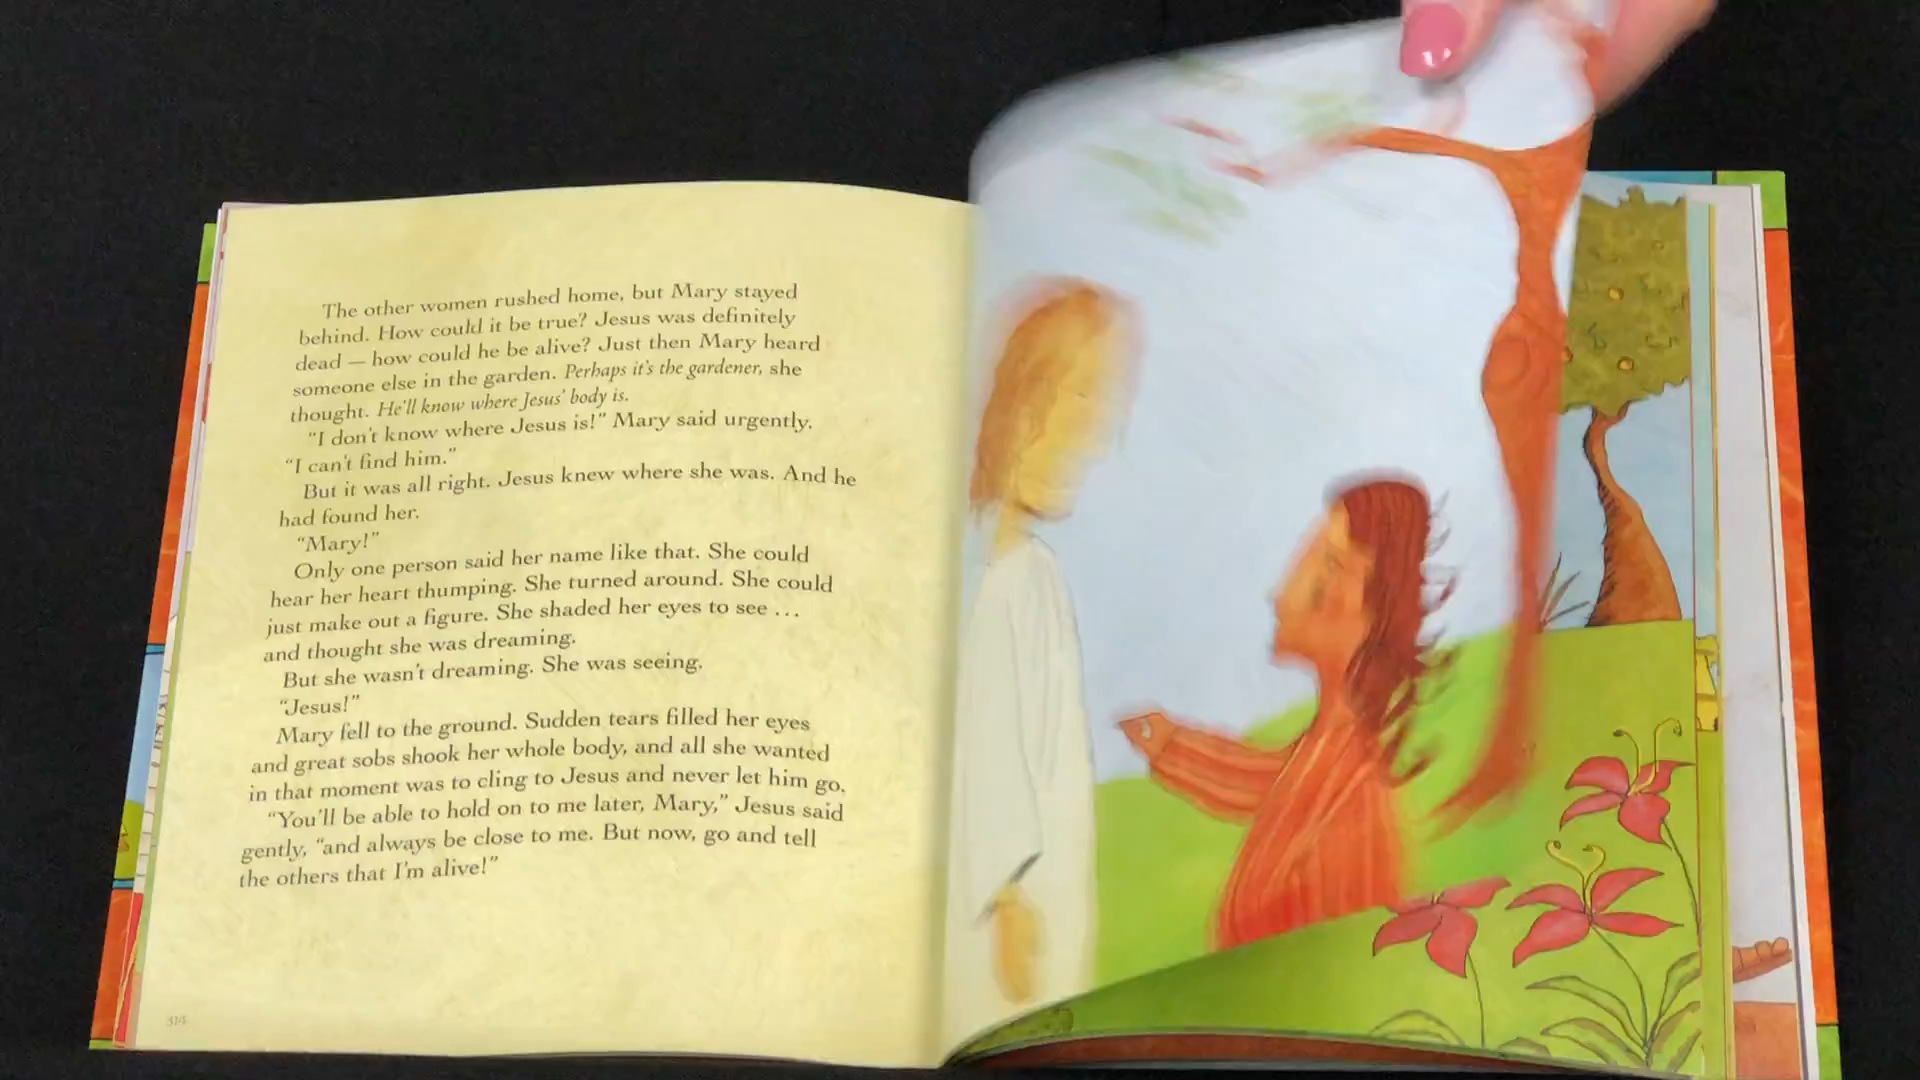 The other women rushed home, but Mary stayed
behind. How could it be true? Jesus was definitely
dead — how could he be alive? Just then Mary heard
someone else in the garden. Perhaps it's the gardener, she
thought. He'll know where Jesus' body is.
“I don't know where Jesus is!” Mary said urgently.
“I can't find him.”
But it was all right. Jesus knew where she was. And he
had found her.
“Mary!”
Only one person said her name like that. She could
hear her heart thumping. She turned around. She could
just make out a figure. She shaded her eyes to see ...
and thought she was dreaming.
But she wasn't dreaming. She was seeing.
“Jesus!”
Mary fell to the ground. Sudden tears filled her eyes
and great sobs shook her whole body, and all she wanted
in that moment was to cling to Jesus and never let him go.
“You'll be able to hold on to me later, Mary,” Jesus said
gently, “and always be close to me. But now, go and tell
the others that I'm alive!”